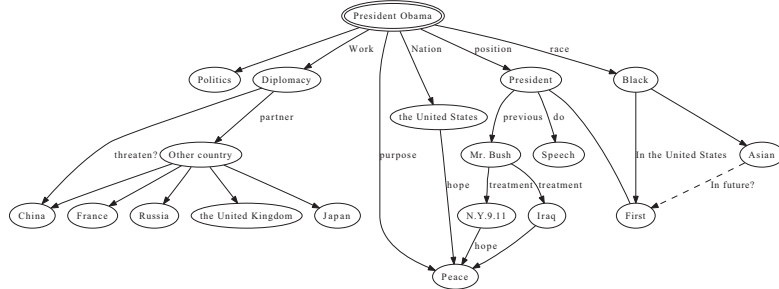 President Obama
Work
Nation
position
race
Politics
Diplomacy
President
Black
partner
the United States
previous
do
threaten?
Other country
purpose
Mr. Bush
Speech
In the United States
Asian
hope
treatment
treatment
In future?
China
France
Russia
the United Kingdom
Japan
N.Y.9.11
Iraq
First
hope
Peace